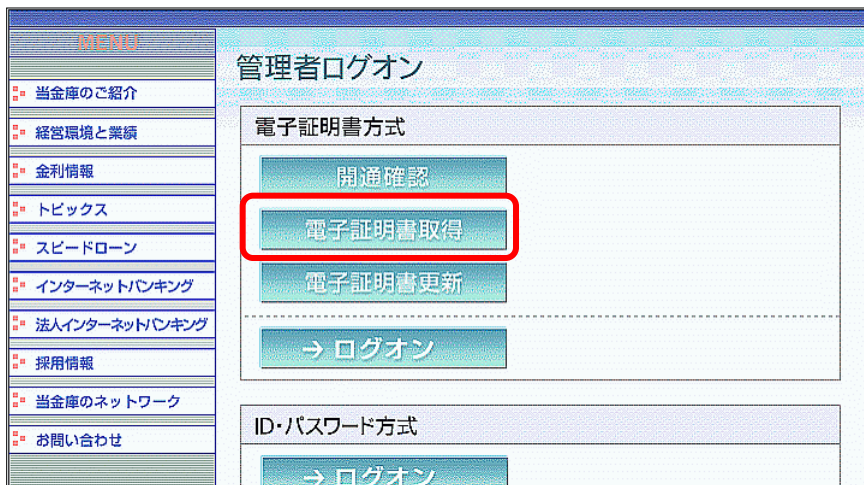 MENU
当金庫のご紹介
経営環境と業績
金利情報
トピックス
スピードローン
インターネットバンキング
法人インターネットバンキング
採用情報
当金庫のネットワーク
お問い合わせ
管理者ログオン
電子証明書方式
開通確認
電子証明書取得
電子証明書更新
→ ログオン
ID・パスワード方式
→ ログオン